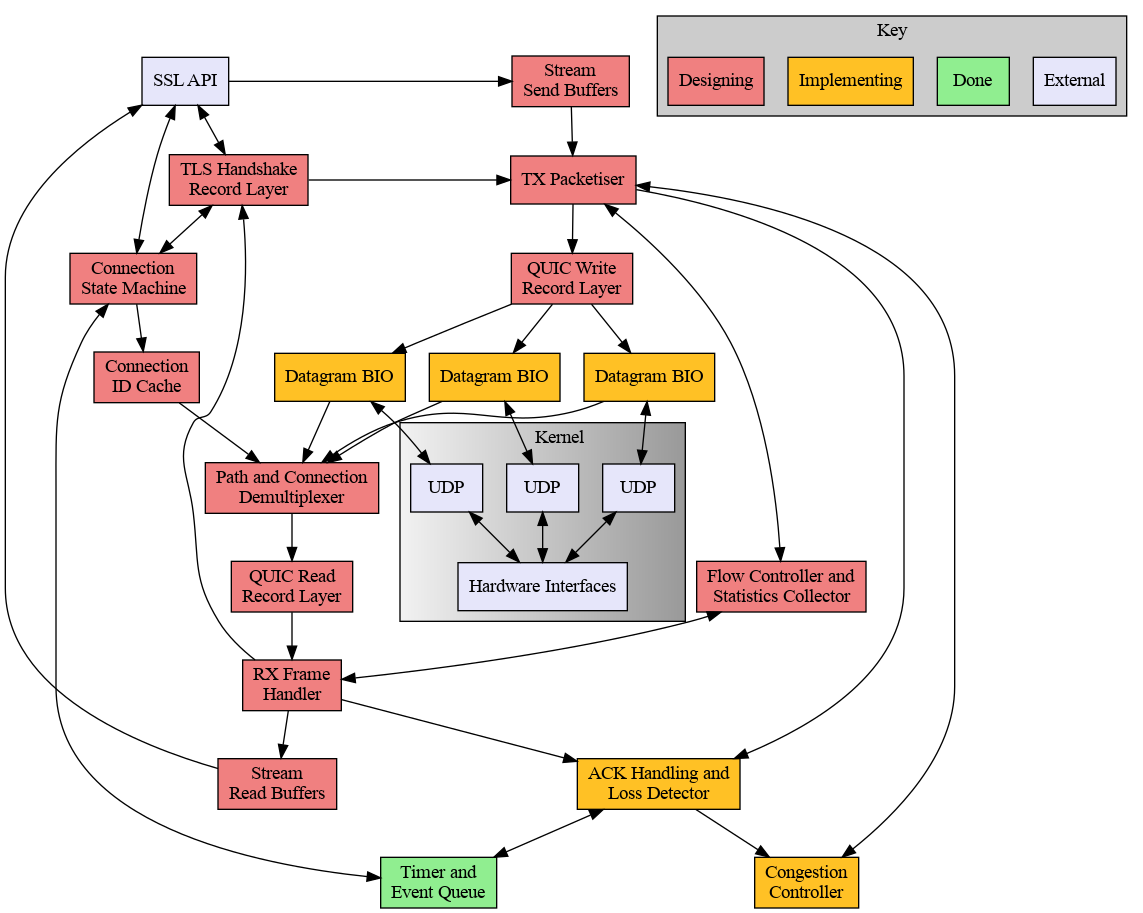 Key
SSL API
Stream
Send Buffers
Designing
Implementing
Done
External
TLS Handshake
Record Layer
TX Packetiser
Connection
State Machine
QUIC Write
Record Layer
Connection
ID Cache
Datagram BIO
Datagram BIO
Datagram BIO
Kernel
Path and Connection
Demultiplexer
UDP
UDP
UDP
QUIC Read
Record Layer
Hardware Interfaces
Flow Controller and
Statistics Collector
RX Frame
Handler
Stream
Read Buffers
ACK Handling and
Loss Detector
Timer and
Event Queue
Congestion
Controller